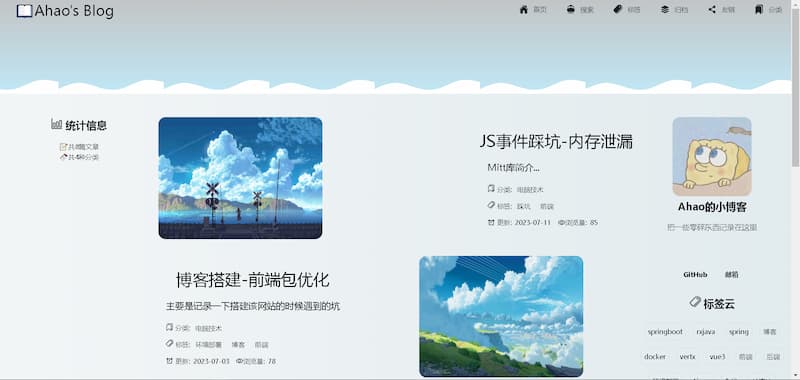 Ahao's Blog
首页 搜索 标签 归档 友链 分类
统计信息
共8篇文章
共4种分类
JS事件踩坑-内存泄漏
Mitt库简介...
分类: 电脑技术
标签: 踩坑 前端
更新: 2023-07-11 浏览量: 85
Ahao的小博客
把一些零碎东西记录在这里
GitHub 邮箱
标签云
springboot rxjava spring 博客
docker vertx vue3 前端 后端
博客搭建-前端包优化
主要是记录一下搭建该网站的时候遇到的坑
分类: 电脑技术
标签: 环境部署 博客 前端
更新: 2023-07-03 浏览量: 78